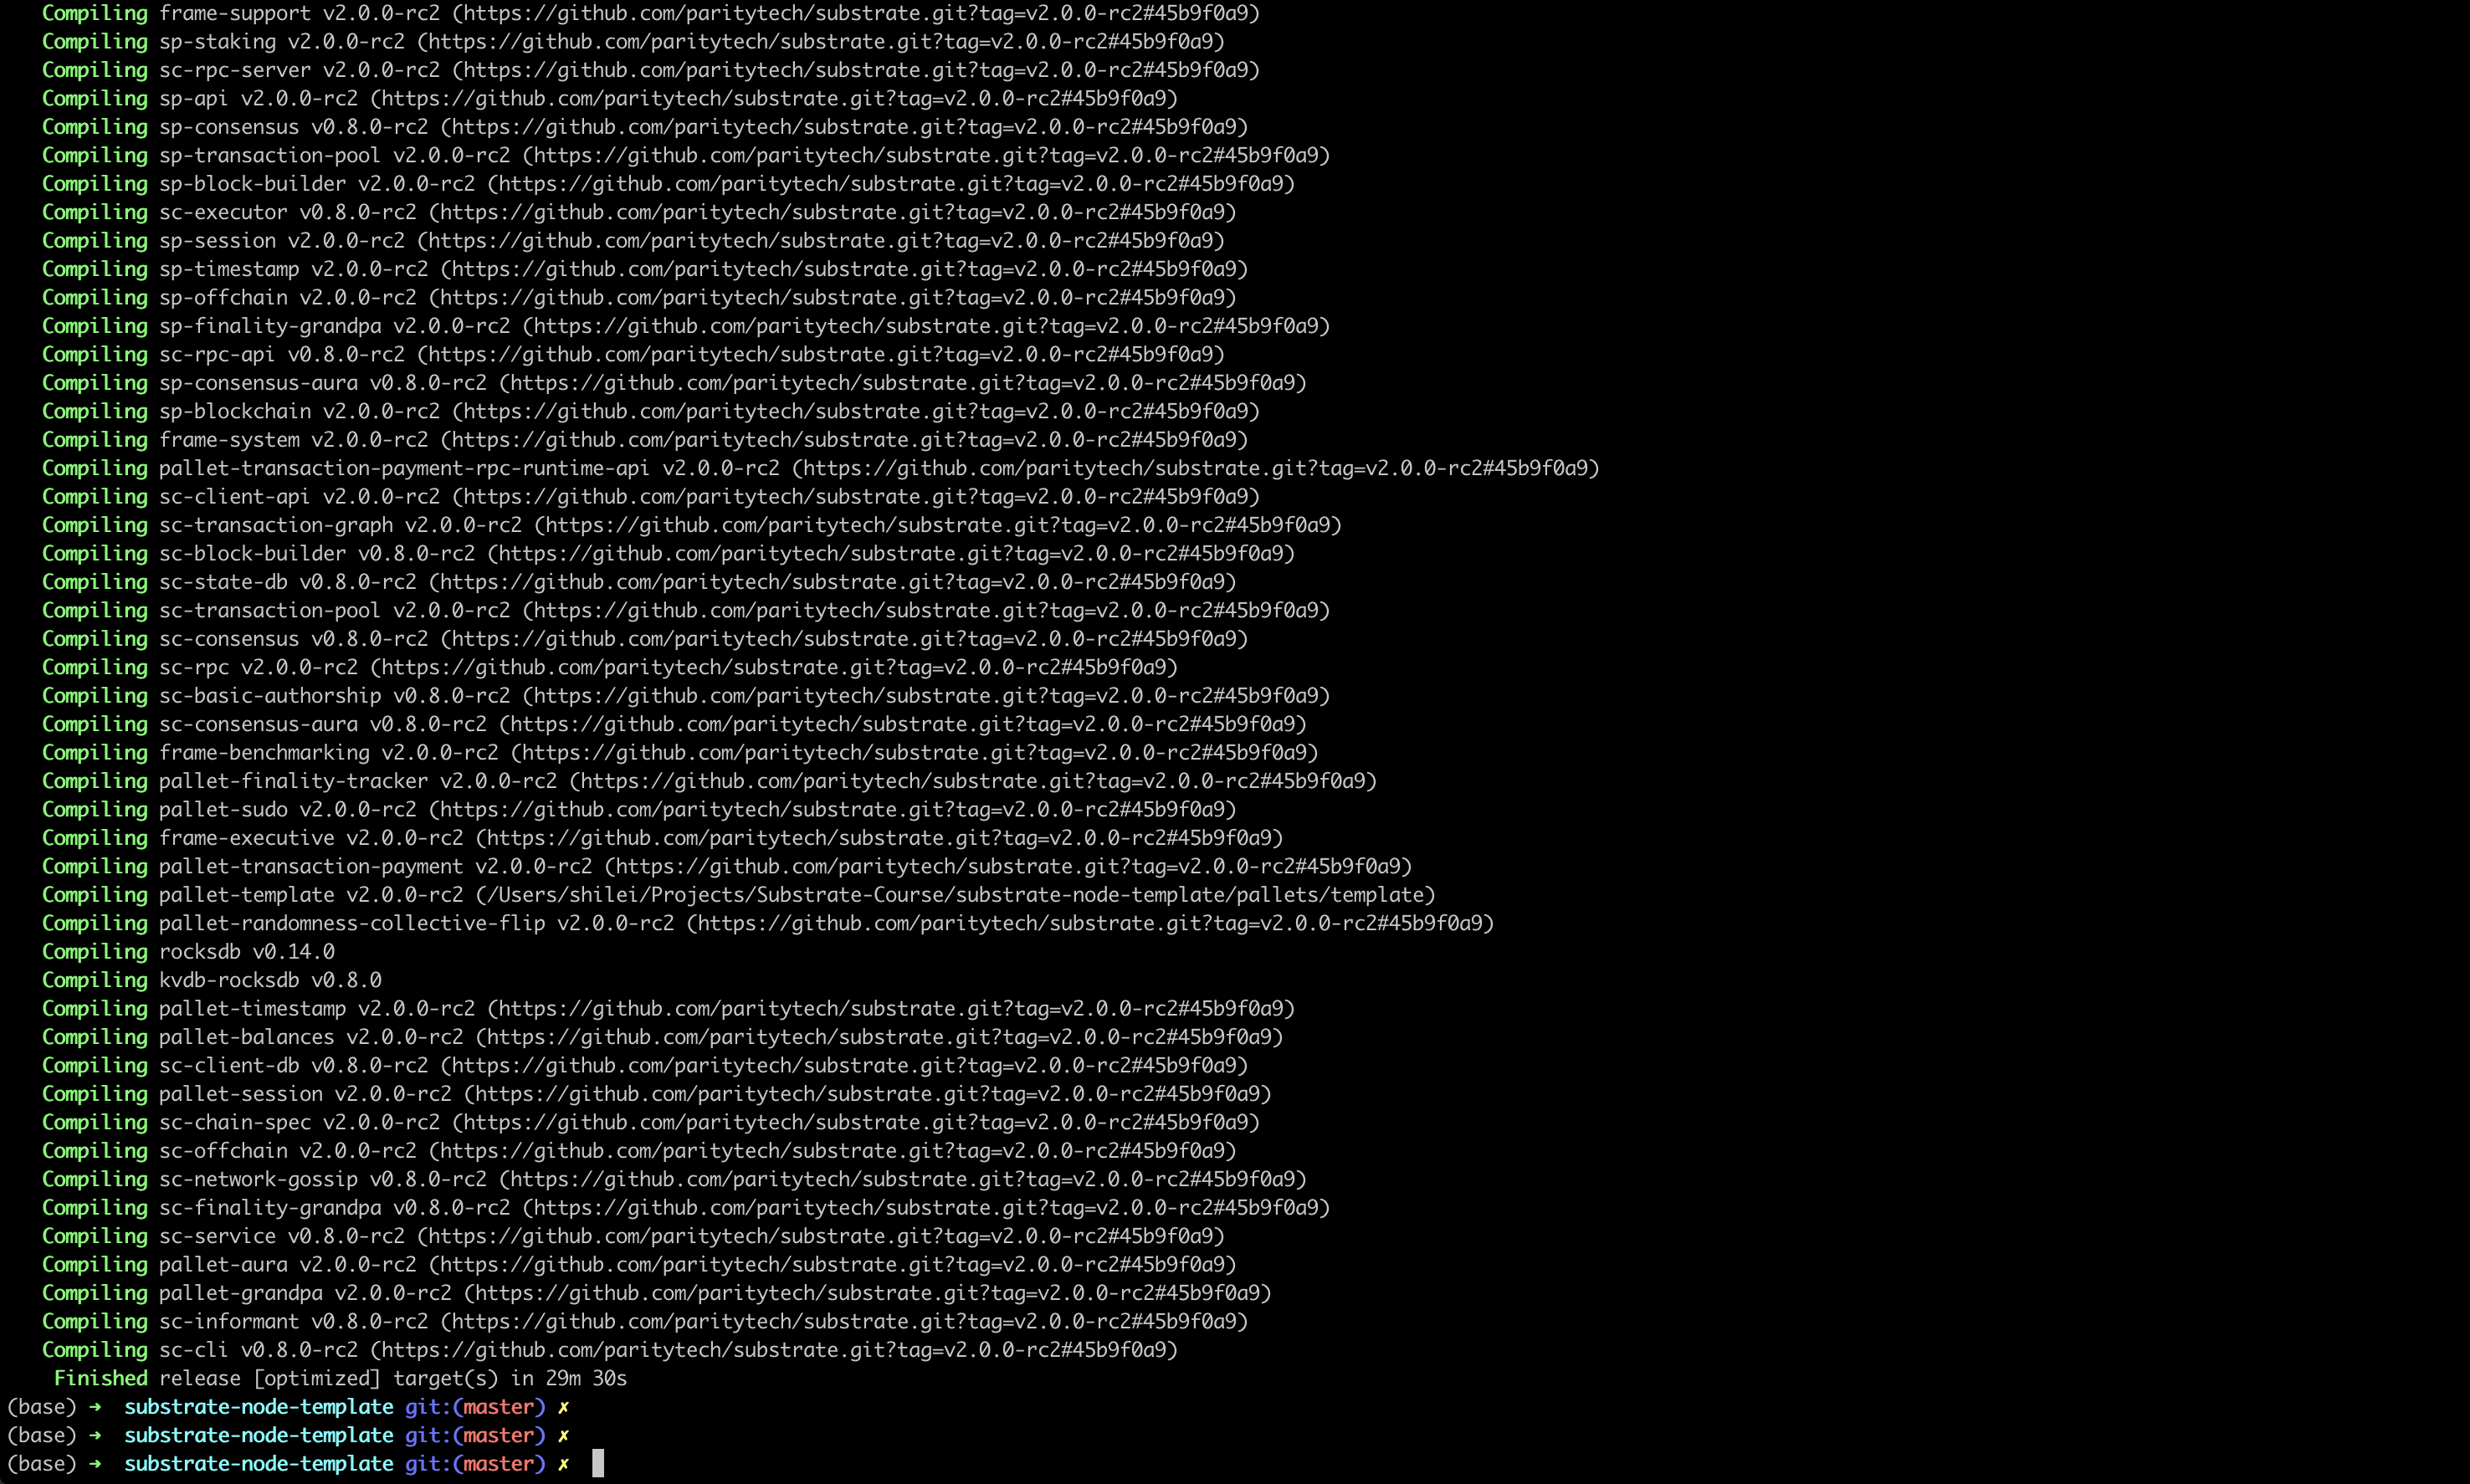 Compiling frame-support v2.0.0-rc2 (https://github.com/paritytech/substrate.git?tag=v2.0.0-rc2#45b9f0a9)
Compiling sp-staking v2.0.0-rc2 (https://github.com/paritytech/substrate.git?tag=v2.0.0-rc2#45b9f0a9)
Compiling sc-rpc-server v2.0.0-rc2 (https://github.com/paritytech/substrate.git?tag=v2.0.0-rc2#45b9f0a9)
Compiling sp-api v2.0.0-rc2 (https://github.com/paritytech/substrate.git?tag=v2.0.0-rc2#45b9f0a9)
Compiling sp-consensus v0.8.0-rc2 (https://github.com/paritytech/substrate.git?tag=v2.0.0-rc2#45b9f0a9)
Compiling sp-transaction-pool v2.0.0-rc2 (https://github.com/paritytech/substrate.git?tag=v2.0.0-rc2#45b9f0a9)
Compiling sp-block-builder v2.0.0-rc2 (https://github.com/paritytech/substrate.git?tag=v2.0.0-rc2#45b9f0a9)
Compiling sc-executor v0.8.0-rc2 (https://github.com/paritytech/substrate.git?tag=v2.0.0-rc2#45b9f0a9)
Compiling sp-session v2.0.0-rc2 (https://github.com/paritytech/substrate.git?tag=v2.0.0-rc2#45b9f0a9)
Compiling sp-timestamp v2.0.0-rc2 (https://github.com/paritytech/substrate.git?tag=v2.0.0-rc2#45b9f0a9)
Compiling sp-offchain v2.0.0-rc2 (https://github.com/paritytech/substrate.git?tag=v2.0.0-rc2#45b9f0a9)
Compiling sp-finality-grandpa v2.0.0-rc2 (https://github.com/paritytech/substrate.git?tag=v2.0.0-rc2#45b9f0a9)
Compiling sc-rpc-api v0.8.0-rc2 (https://github.com/paritytech/substrate.git?tag=v2.0.0-rc2#45b9f0a9)
Compiling sp-consensus-aura v0.8.0-rc2 (https://github.com/paritytech/substrate.git?tag=v2.0.0-rc2#45b9f0a9)
Compiling sp-blockchain v2.0.0-rc2 (https://github.com/paritytech/substrate.git?tag=v2.0.0-rc2#45b9f0a9)
Compiling frame-system v2.0.0-rc2 (https://github.com/paritytech/substrate.git?tag=v2.0.0-rc2#45b9f0a9)
Compiling pallet-transaction-payment-rpc-runtime-api v2.0.0-rc2 (https://github.com/paritytech/substrate.git?tag=v2.0.0-rc2#45b9f0a9)
Compiling sc-client-api v2.0.0-rc2 (https://github.com/paritytech/substrate.git?tag=v2.0.0-rc2#45b9f0a9)
Compiling sc-transaction-graph v2.0.0-rc2 (https://github.com/paritytech/substrate.git?tag=v2.0.0-rc2#45b9f0a9)
Compiling sc-block-builder v0.8.0-rc2 (https://github.com/paritytech/substrate.git?tag=v2.0.0-rc2#45b9f0a9)
Compiling sc-state-db v0.8.0-rc2 (https://github.com/paritytech/substrate.git?tag=v2.0.0-rc2#45b9f0a9)
Compiling sc-transaction-pool v2.0.0-rc2 (https://github.com/paritytech/substrate.git?tag=v2.0.0-rc2#45b9f0a9)
Compiling sc-consensus v0.8.0-rc2 (https://github.com/paritytech/substrate.git?tag=v2.0.0-rc2#45b9f0a9)
Compiling sc-rpc v2.0.0-rc2 (https://github.com/paritytech/substrate.git?tag=v2.0.0-rc2#45b9f0a9)
Compiling sc-basic-authorship v0.8.0-rc2 (https://github.com/paritytech/substrate.git?tag=v2.0.0-rc2#45b9f0a9)
Compiling sc-consensus-aura v0.8.0-rc2 (https://github.com/paritytech/substrate.git?tag=v2.0.0-rc2#45b9f0a9)
Compiling frame-benchmarking v2.0.0-rc2 (https://github.com/paritytech/substrate.git?tag=v2.0.0-rc2#45b9f0a9)
Compiling pallet-finality-tracker v2.0.0-rc2 (https://github.com/paritytech/substrate.git?tag=v2.0.0-rc2#45b9f0a9)
Compiling pallet-sudo v2.0.0-rc2 (https://github.com/paritytech/substrate.git?tag=v2.0.0-rc2#45b9f0a9)
Compiling frame-executive v2.0.0-rc2 (https://github.com/paritytech/substrate.git?tag=v2.0.0-rc2#45b9f0a9)
Compiling pallet-transaction-payment v2.0.0-rc2 (https://github.com/paritytech/substrate.git?tag=v2.0.0-rc2#45b9f0a9)
Compiling pallet-template v2.0.0-rc2 (/Users/shilei/Projects/Substrate-Course/substrate-node-template/pallets/template)
Compiling pallet-randomness-collective-flip v2.0.0-rc2 (https://github.com/paritytech/substrate.git?tag=v2.0.0-rc2#45b9f0a9)
Compiling rocksdb v0.14.0
Compiling kvdb-rocksdb v0.8.0
Compiling pallet-timestamp v2.0.0-rc2 (https://github.com/paritytech/substrate.git?tag=v2.0.0-rc2#45b9f0a9)
Compiling pallet-balances v2.0.0-rc2 (https://github.com/paritytech/substrate.git?tag=v2.0.0-rc2#45b9f0a9)
Compiling sc-client-db v0.8.0-rc2 (https://github.com/paritytech/substrate.git?tag=v2.0.0-rc2#45b9f0a9)
Compiling pallet-session v2.0.0-rc2 (https://github.com/paritytech/substrate.git?tag=v2.0.0-rc2#45b9f0a9)
Compiling sc-chain-spec v2.0.0-rc2 (https://github.com/paritytech/substrate.git?tag=v2.0.0-rc2#45b9f0a9)
Compiling sc-offchain v2.0.0-rc2 (https://github.com/paritytech/substrate.git?tag=v2.0.0-rc2#45b9f0a9)
Compiling sc-network-gossip v0.8.0-rc2 (https://github.com/paritytech/substrate.git?tag=v2.0.0-rc2#45b9f0a9)
Compiling sc-finality-grandpa v0.8.0-rc2 (https://github.com/paritytech/substrate.git?tag=v2.0.0-rc2#45b9f0a9)
Compiling sc-service v0.8.0-rc2 (https://github.com/paritytech/substrate.git?tag=v2.0.0-rc2#45b9f0a9)
Compiling pallet-aura v2.0.0-rc2 (https://github.com/paritytech/substrate.git?tag=v2.0.0-rc2#45b9f0a9)
Compiling pallet-grandpa v2.0.0-rc2 (https://github.com/paritytech/substrate.git?tag=v2.0.0-rc2#45b9f0a9)
Compiling sc-informant v0.8.0-rc2 (https://github.com/paritytech/substrate.git?tag=v2.0.0-rc2#45b9f0a9)
Compiling sc-cli v0.8.0-rc2 (https://github.com/paritytech/substrate.git?tag=v2.0.0-rc2#45b9f0a9)
Finished release [optimized] target(s) in 29m 30s
(base) ➜ substrate-node-template git:(master) ✗
(base) ➜ substrate-node-template git:(master) ✗
(base) ➜ substrate-node-template git:(master) ✗